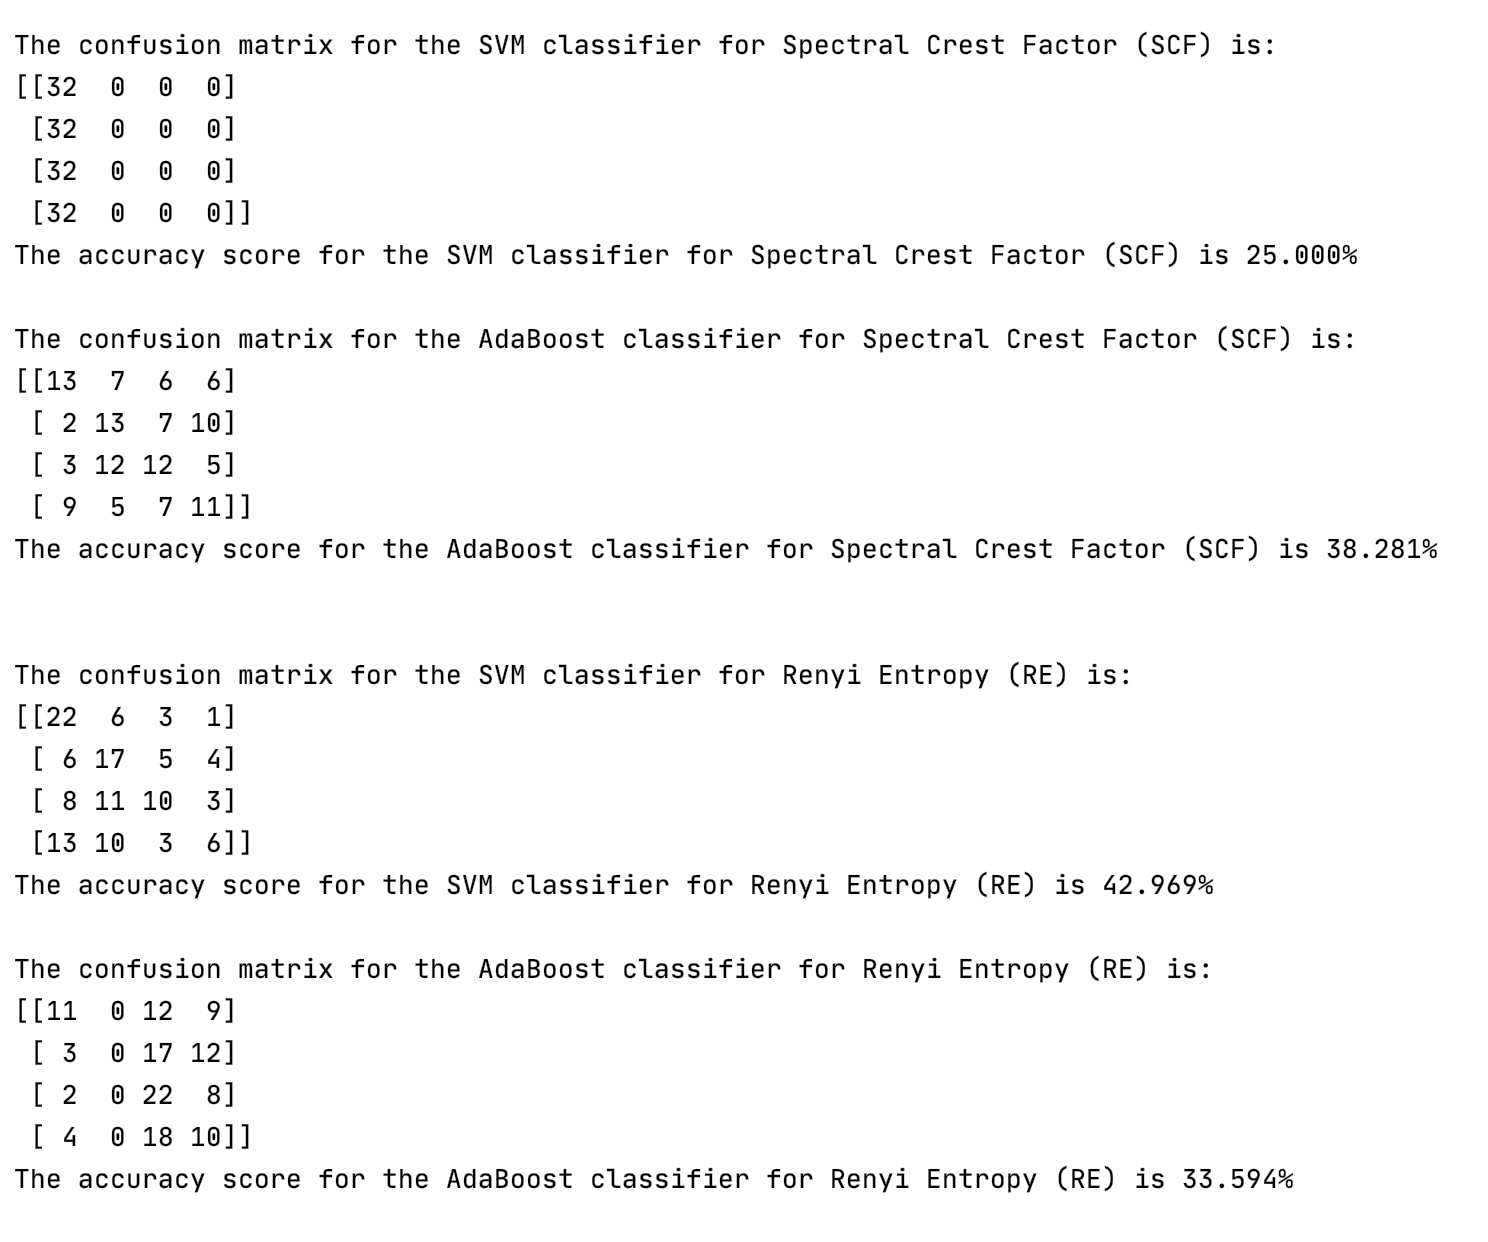 The confusion matrix for the SVM classifier for Spectral Crest Factor (SCF) is:
[[32  0  0  0]
 [32  0  0  0]
 [32  0  0  0]
 [32  0  0  0]]
The accuracy score for the SVM classifier for Spectral Crest Factor (SCF) is 25.000%
The confusion matrix for the AdaBoost classifier for Spectral Crest Factor (SCF) is:
[[13  7  6  6]
 [ 2 13  7 10]
 [ 3 12 12  5]
 [ 9  5  7 11]]
The accuracy score for the AdaBoost classifier for Spectral Crest Factor (SCF) is 38.281%
The confusion matrix for the SVM classifier for Renyi Entropy (RE) is:
[[22  6  3  1]
 [ 6 17  5  4]
 [ 8 11 10  3]
 [13 10  3  6]]
The accuracy score for the SVM classifier for Renyi Entropy (RE) is 42.969%
The confusion matrix for the AdaBoost classifier for Renyi Entropy (RE) is:
[[11  0 12  9]
 [ 3  0 17 12]
 [ 2  0 22  8]
 [ 4  0 18 10]]
The accuracy score for the AdaBoost classifier for Renyi Entropy (RE) is 33.594%